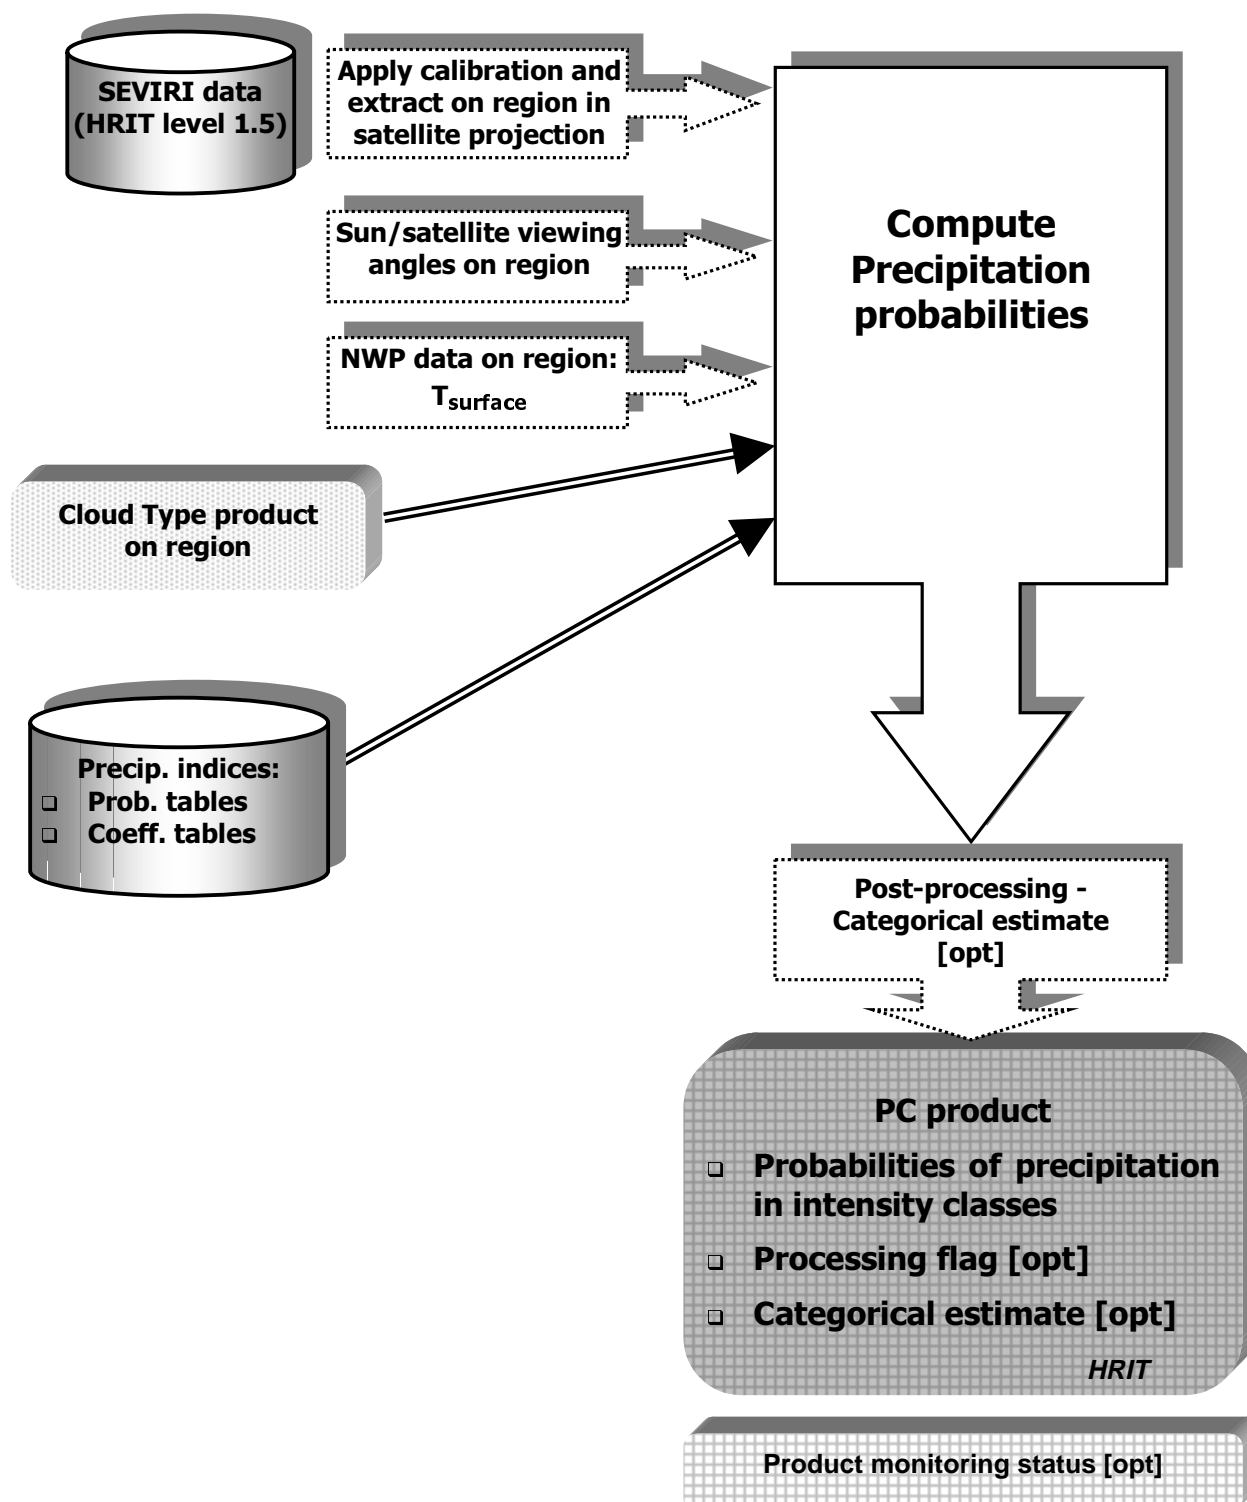 SEVIRI data
(HRIT level 1.5)
Apply calibration and
extract on region in
satellite projection
Sun/satellite viewing
angles on region
NWP data on region:
Tsurface
Compute
Precipitation
probabilities
Cloud Type product
on region
Precip. indices:
❑ Prob. tables
❑ Coeff. tables
Post-processing -
Categorical estimate
[opt]
PC product
❑ Probabilities of precipitation
in intensity classes
❑ Processing flag [opt]
❑ Categorical estimate [opt]
HRIT
Product monitoring status [opt]